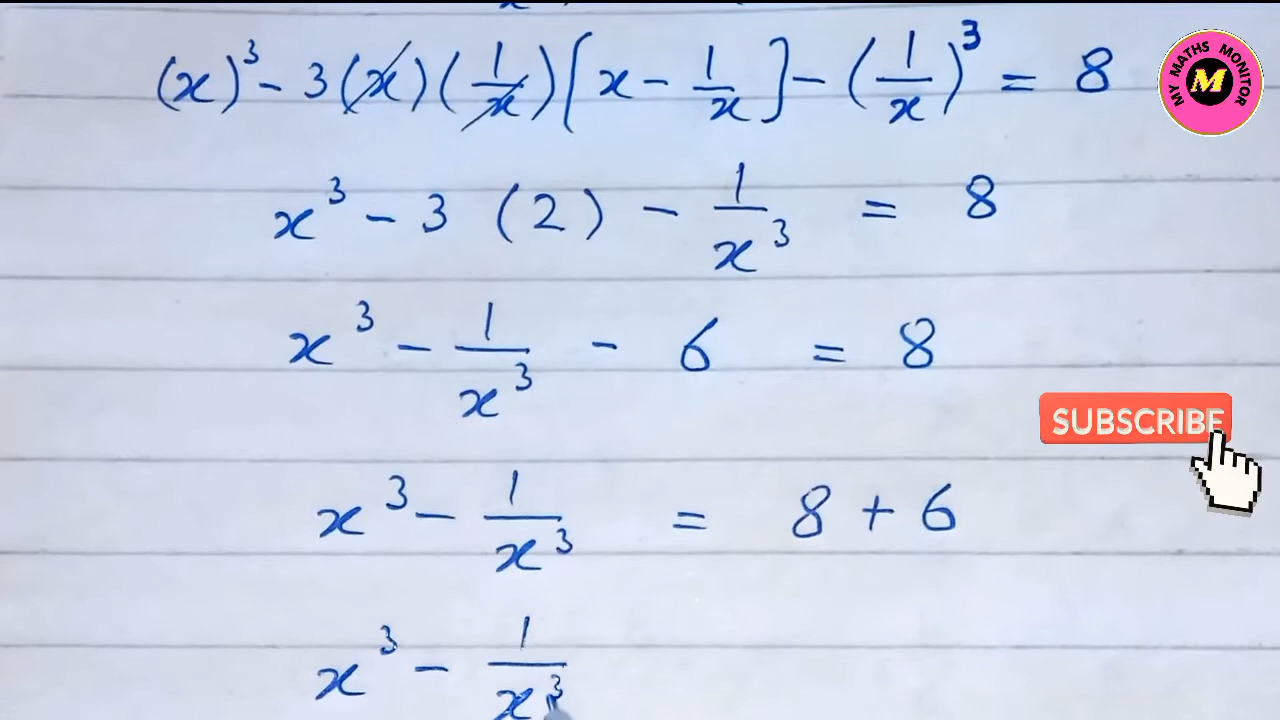 (x)³ - 3(x)(1/x)[x - 1/x] - (1/x)³ = 8
MY MATHS MONITOR
M
x³ - 3 (2) - 1/x³ = 8
x³ - 1/x³ - 6 = 8
SUBSCRIBE
x³ - 1/x³ = 8 + 6
x³ - 1/x³